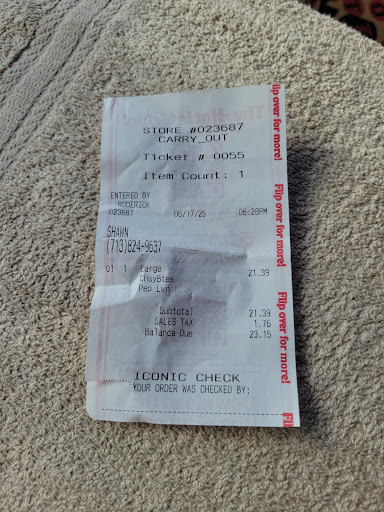 STORE #023687
CARRY_OUT
Ticket # 0055
Item Count: 1
ENTERED BY
RODERICK
023687 06/17/25 06:28PM
SHAWN
(713)824-9637
01 1 Large 21.39
ChsyBtes
Pep Lvr
Subtotal 21.39
SALES TAX 1.76
Balance Due 23.15
ICONIC CHECK
YOUR ORDER WAS CHECKED BY:
Flip over for more!
Flip over for more!
Flip over for more!